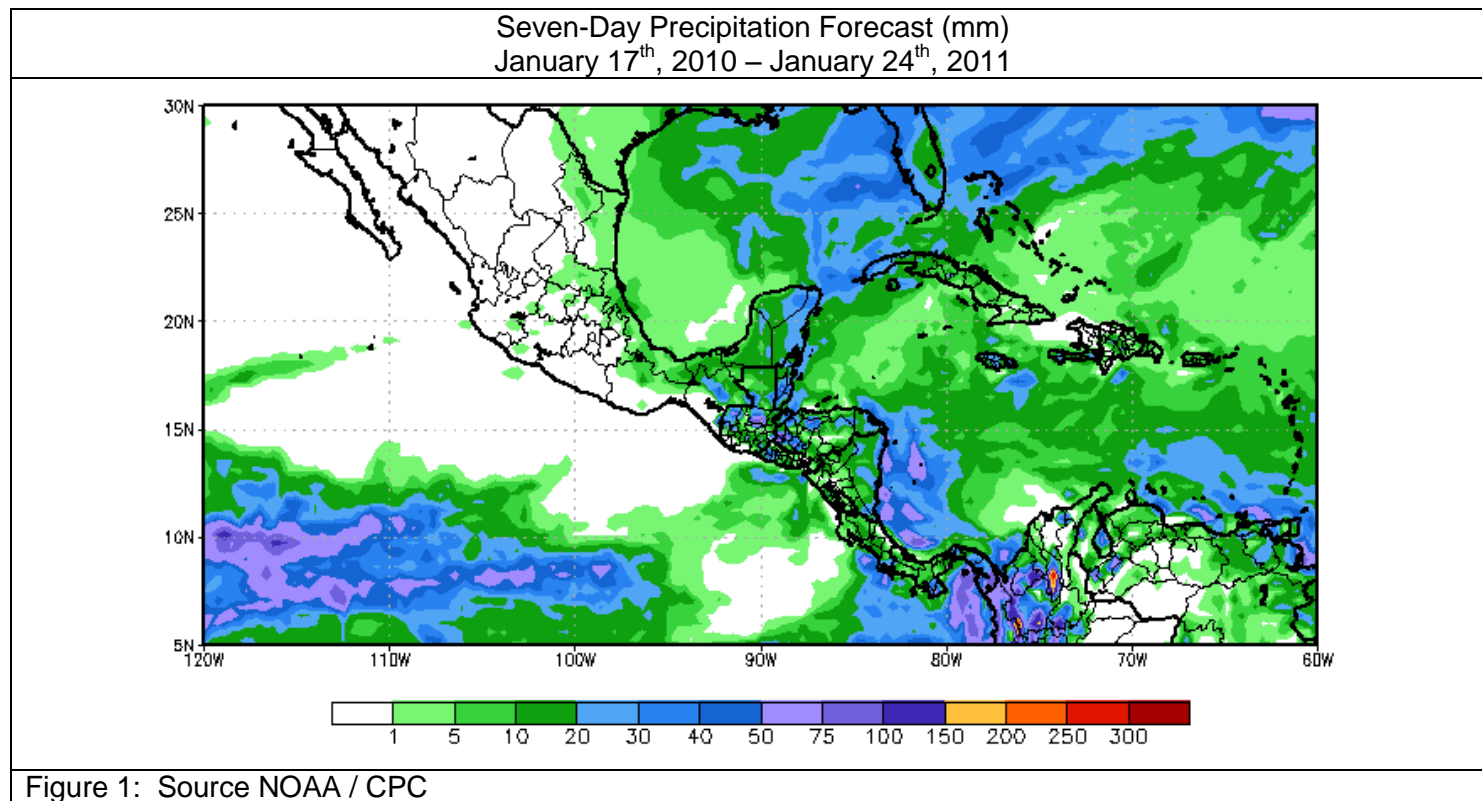 Seven-Day Precipitation Forecast (mm)
January 17th, 2010 – January 24th, 2011
30N
25N
20N
15N
10N
5N
120W 110W 100W 90W 80W 70W 60W
1 5 10 20 30 40 50 75 100 150 200 250 300
Figure 1: Source NOAA / CPC